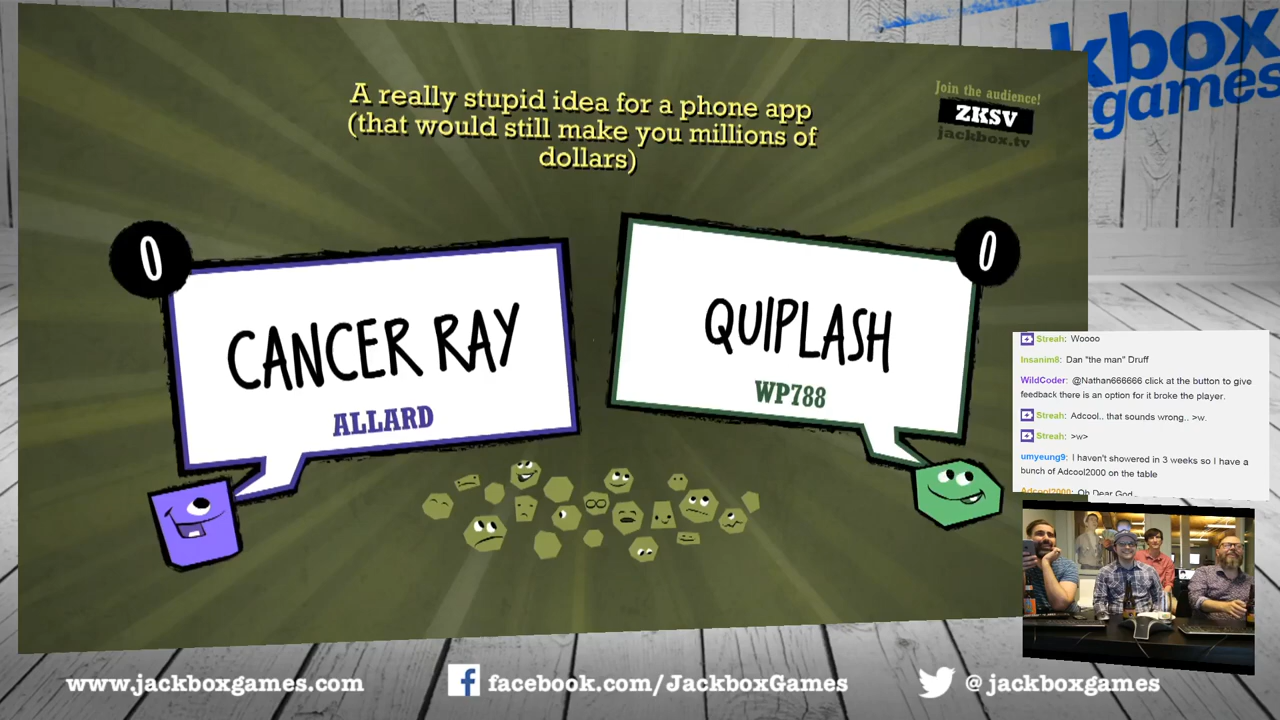 kbox
games
A really stupid idea for a phone app
(that would still make you millions of
dollars)
Join the audience!
ZKSV
jackbox.tv
0
CANCER RAY
ALLARD
0
QUIPLASH
WP788
Streah: Woooo
Insanim8: Dan "the man" Druff
WildCoder: @Nathan666666 click at the button to give
feedback there is an option for it broke the player.
Streah: Adcool.. that sounds wrong.. >w.
Streah: >w>
umyeung9: I haven't showered in 3 weeks so I have a
bunch of Adcool2000 on the table
Adcool2000: Oh Dear God
www.jackboxgames.com
facebook.com/JackboxGames
@jackboxgames